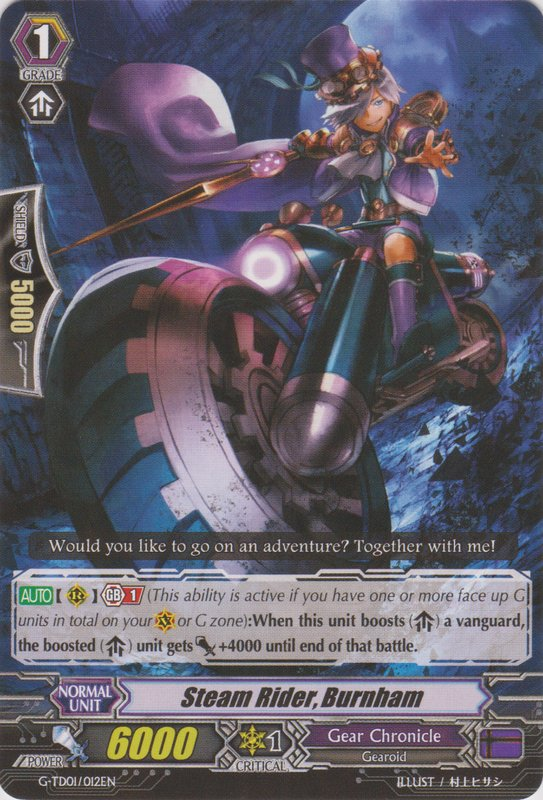 1
GRADE
SHIELD
5000
Would you like to go on an adventure? Together with me!
AUTO 【 R 】 GB 1 (This ability is active if you have one or more face up G
units in total on your V or G zone):When this unit boosts ( ) a vanguard,
the boosted ( ) unit gets +4000 until end of that battle.
NORMAL
UNIT
Steam Rider, Burnham
POWER
6000
1
CRITICAL
Gear Chronicle
Gearoid
G-TD01/012EN
ILLUST / 村上ヒサシ